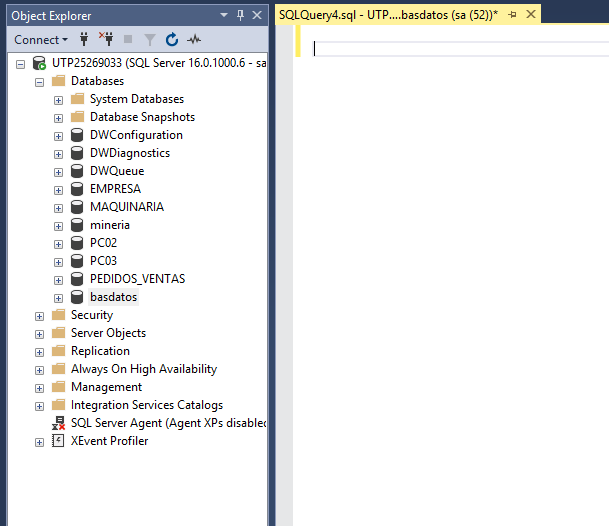 Object Explorer
Connect
UTP25269033 (SQL Server 16.0.1000.6 - sa
Databases
System Databases
Database Snapshots
DWConfiguration
DWDiagnostics
DWQueue
EMPRESA
MAQUINARIA
mineria
PC02
PC03
PEDIDOS_VENTAS
basdatos
Security
Server Objects
Replication
Always On High Availability
Management
Integration Services Catalogs
SQL Server Agent (Agent XPs disabled
XEvent Profiler
SQLQuery4.sql - UTP....basdatos (sa (52))*